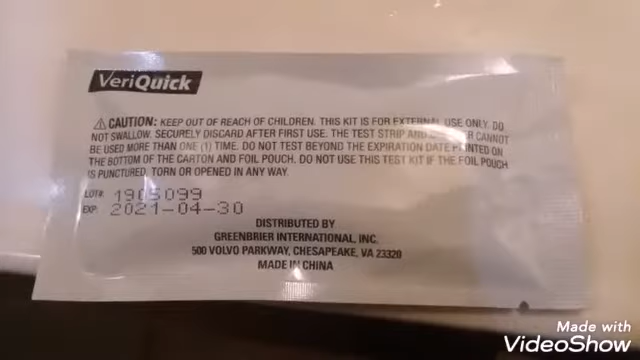 VeriQuick
⚠ CAUTION: KEEP OUT OF REACH OF CHILDREN. THIS KIT IS FOR EXTERNAL USE ONLY. DO
NOT SWALLOW. SECURELY DISCARD AFTER FIRST USE. THE TEST STRIP AND CANNOT
BE USED MORE THAN ONE (1) TIME. DO NOT TEST BEYOND THE EXPIRATION DATE PRINTED ON
THE BOTTOM OF THE CARTON AND FOIL POUCH. DO NOT USE THIS TEST KIT IF THE FOIL POUCH
IS PUNCTURED, TORN OR OPENED IN ANY WAY.
LOT#: 1905099
EXP: 2021-04-30
DISTRIBUTED BY
GREENBRIER INTERNATIONAL, INC.
500 VOLVO PARKWAY, CHESAPEAKE, VA 23320
MADE IN CHINA
Made with
VideoShow